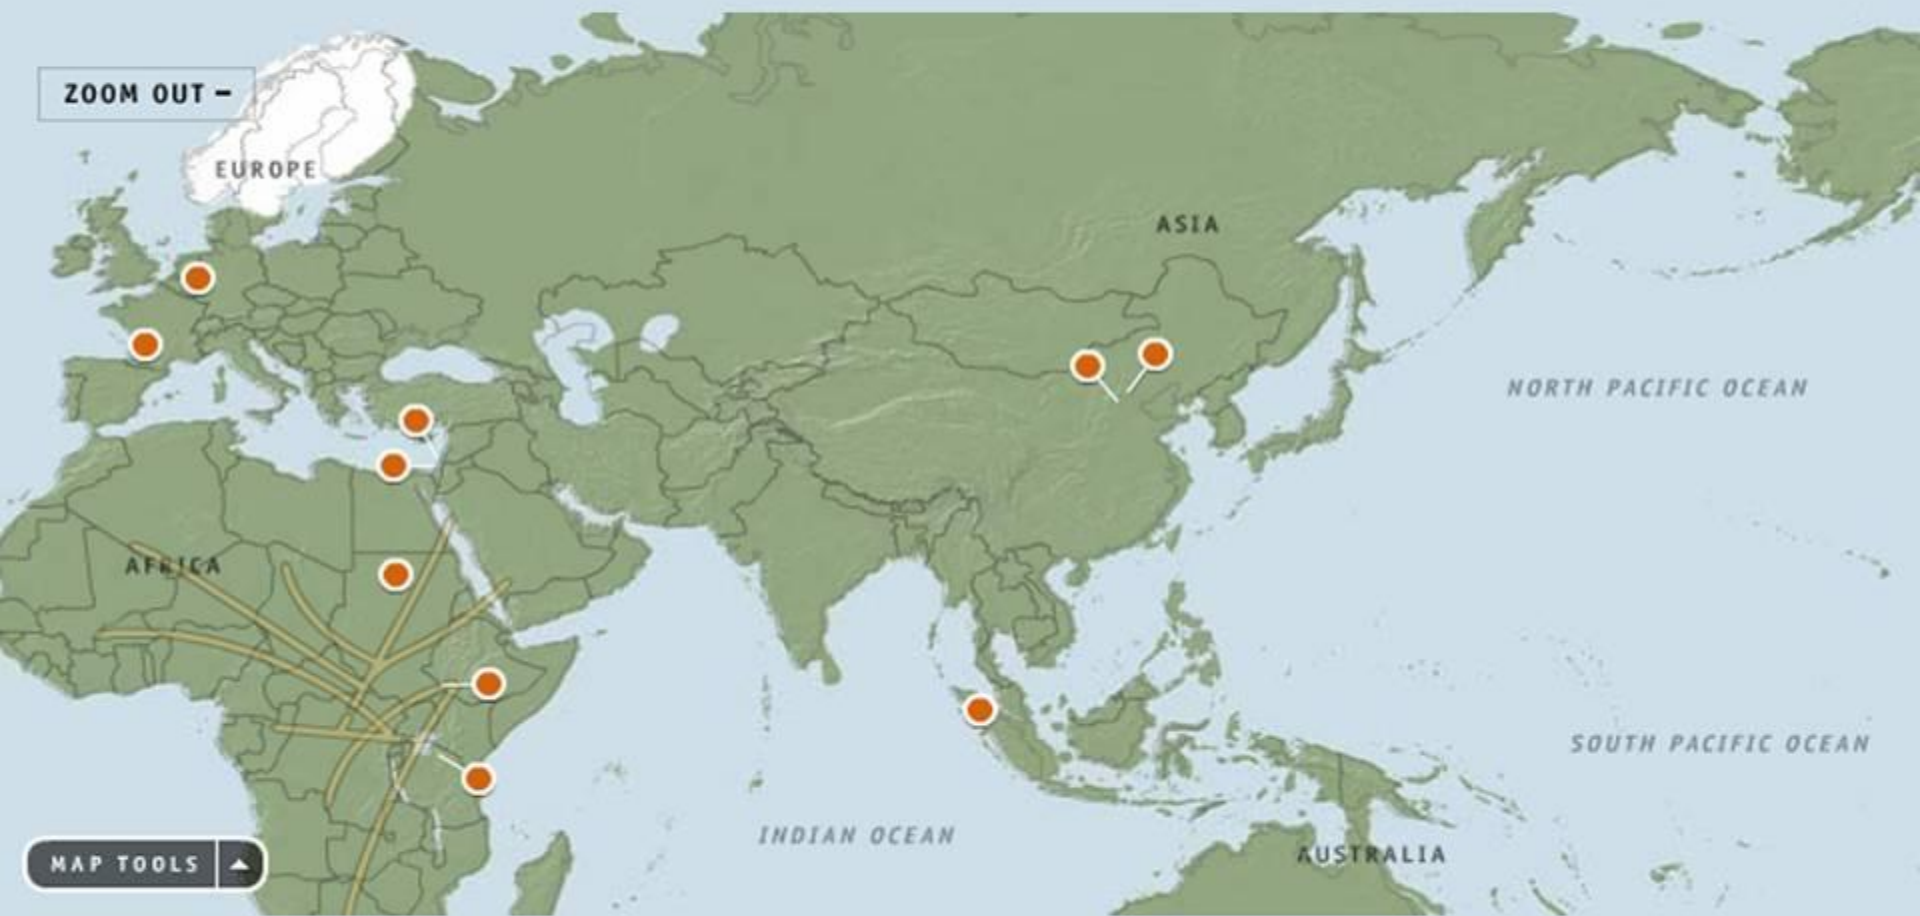 ZOOM OUT –
EUROPE
ASIA
NORTH PACIFIC OCEAN
AFRICA
SOUTH PACIFIC OCEAN
INDIAN OCEAN
AUSTRALIA
MAP TOOLS